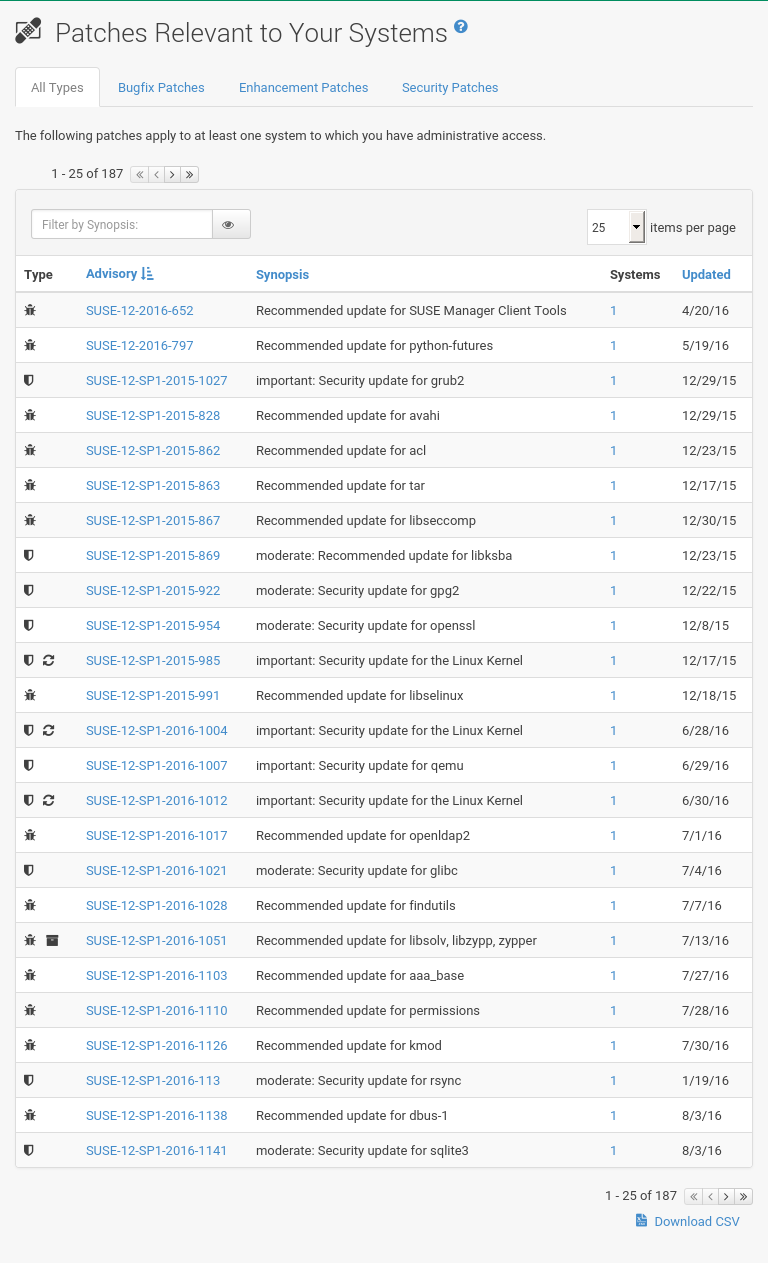 Patches Relevant to Your Systems
All Types Bugfix Patches Enhancement Patches Security Patches
The following patches apply to at least one system to which you have administrative access.
1 - 25 of 187
Filter by Synopsis: 25 items per page
Type Advisory Synopsis Systems Updated
SUSE-12-2016-652 Recommended update for SUSE Manager Client Tools 1 4/20/16
SUSE-12-2016-797 Recommended update for python-futures 1 5/19/16
SUSE-12-SP1-2015-1027 important: Security update for grub2 1 12/29/15
SUSE-12-SP1-2015-828 Recommended update for avahi 1 12/29/15
SUSE-12-SP1-2015-862 Recommended update for acl 1 12/23/15
SUSE-12-SP1-2015-863 Recommended update for tar 1 12/17/15
SUSE-12-SP1-2015-867 Recommended update for libseccomp 1 12/30/15
SUSE-12-SP1-2015-869 moderate: Recommended update for libksba 1 12/23/15
SUSE-12-SP1-2015-922 moderate: Security update for gpg2 1 12/22/15
SUSE-12-SP1-2015-954 moderate: Security update for openssl 1 12/8/15
SUSE-12-SP1-2015-985 important: Security update for the Linux Kernel 1 12/17/15
SUSE-12-SP1-2015-991 Recommended update for libselinux 1 12/18/15
SUSE-12-SP1-2016-1004 important: Security update for the Linux Kernel 1 6/28/16
SUSE-12-SP1-2016-1007 important: Security update for qemu 1 6/29/16
SUSE-12-SP1-2016-1012 important: Security update for the Linux Kernel 1 6/30/16
SUSE-12-SP1-2016-1017 Recommended update for openldap2 1 7/1/16
SUSE-12-SP1-2016-1021 moderate: Security update for glibc 1 7/4/16
SUSE-12-SP1-2016-1028 Recommended update for findutils 1 7/7/16
SUSE-12-SP1-2016-1051 Recommended update for libsolv, libzypp, zypper 1 7/13/16
SUSE-12-SP1-2016-1103 Recommended update for aaa_base 1 7/27/16
SUSE-12-SP1-2016-1110 Recommended update for permissions 1 7/28/16
SUSE-12-SP1-2016-1126 Recommended update for kmod 1 7/30/16
SUSE-12-SP1-2016-113 moderate: Security update for rsync 1 1/19/16
SUSE-12-SP1-2016-1138 Recommended update for dbus-1 1 8/3/16
SUSE-12-SP1-2016-1141 moderate: Security update for sqlite3 1 8/3/16
1 - 25 of 187
Download CSV